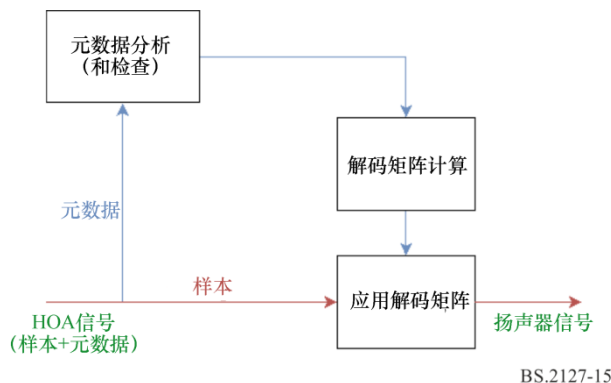 元数据分析
（和检查）
解码矩阵计算
元数据
样本
应用解码矩阵
HOA信号
（样本+元数据）
扬声器信号
BS.2127-15